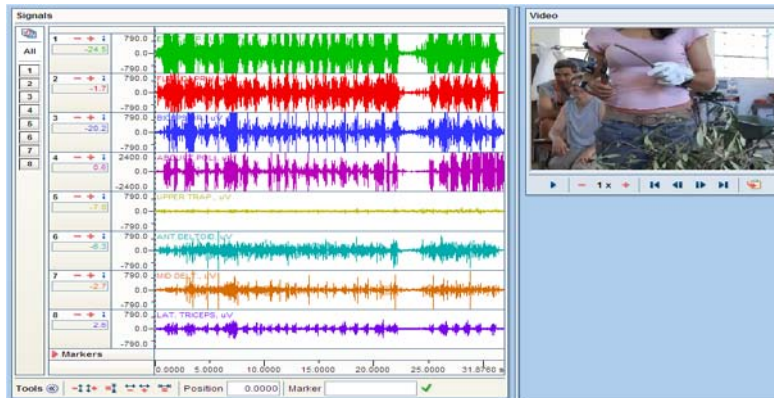 Signals
Video
All
1
2
3
4
5
6
7
8
1 790.0
-24.5 0.0
-790.0
2 790.0
-1.7 0.0
-790.0
3 790.0
-20.2 0.0
-790.0
4 2400.0
0.6 0.0
-2400.0
5 790.0 UPPER TRAP., uV
0.0
-790.0
6 790.0 ANT.DELTOID, uV
-6.3 0.0
-790.0
7 790.0 MID DELT., uV
-2.7 0.0
-790.0
8 790.0 LAT. TRICEPS, uV
2.6 0.0
-790.0
Markers
0.0000 5.0000 10.0000 15.0000 20.0000 25.0000 31.8760
Tools Position 0.0000 Marker
1 x